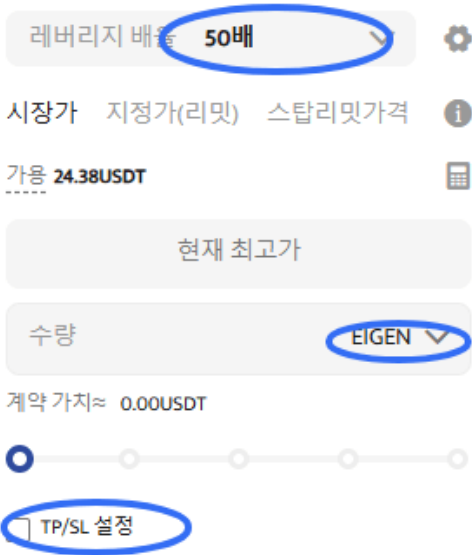 레버리지 배율 50배
시장가 지정가(리밋) 스탑리밋가격
가용 24.38USDT
현재 최고가
수량 EIGEN
계약 가치≈ 0.00USDT
TP/SL 설정